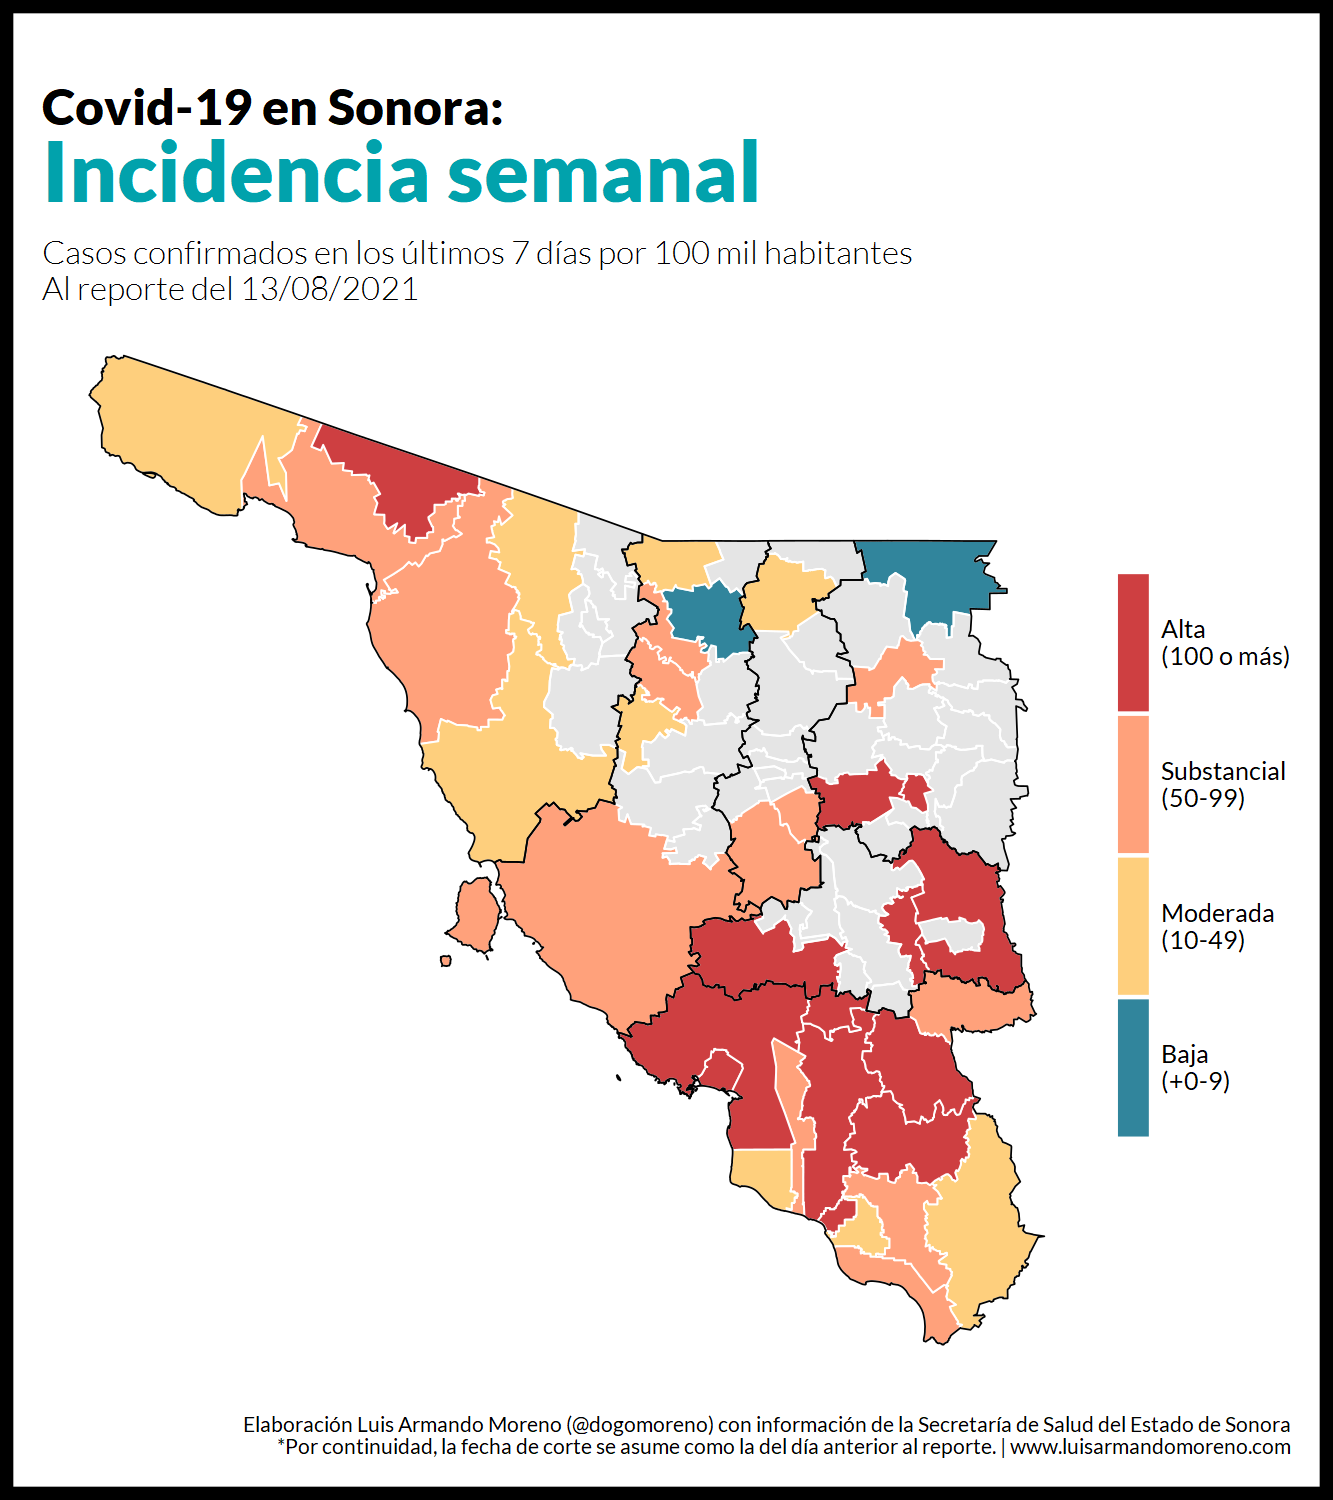 Covid-19 en Sonora:
Incidencia semanal
Casos confirmados en los últimos 7 días por 100 mil habitantes
Al reporte del 13/08/2021
Alta
(100 o más)
Substancial
(50-99)
Moderada
(10-49)
Baja
(+0-9)
Elaboración Luis Armando Moreno (@dogomoreno) con información de la Secretaría de Salud del Estado de Sonora
*Por continuidad, la fecha de corte se asume como la del día anterior al reporte. | www.luisarmandomoreno.com